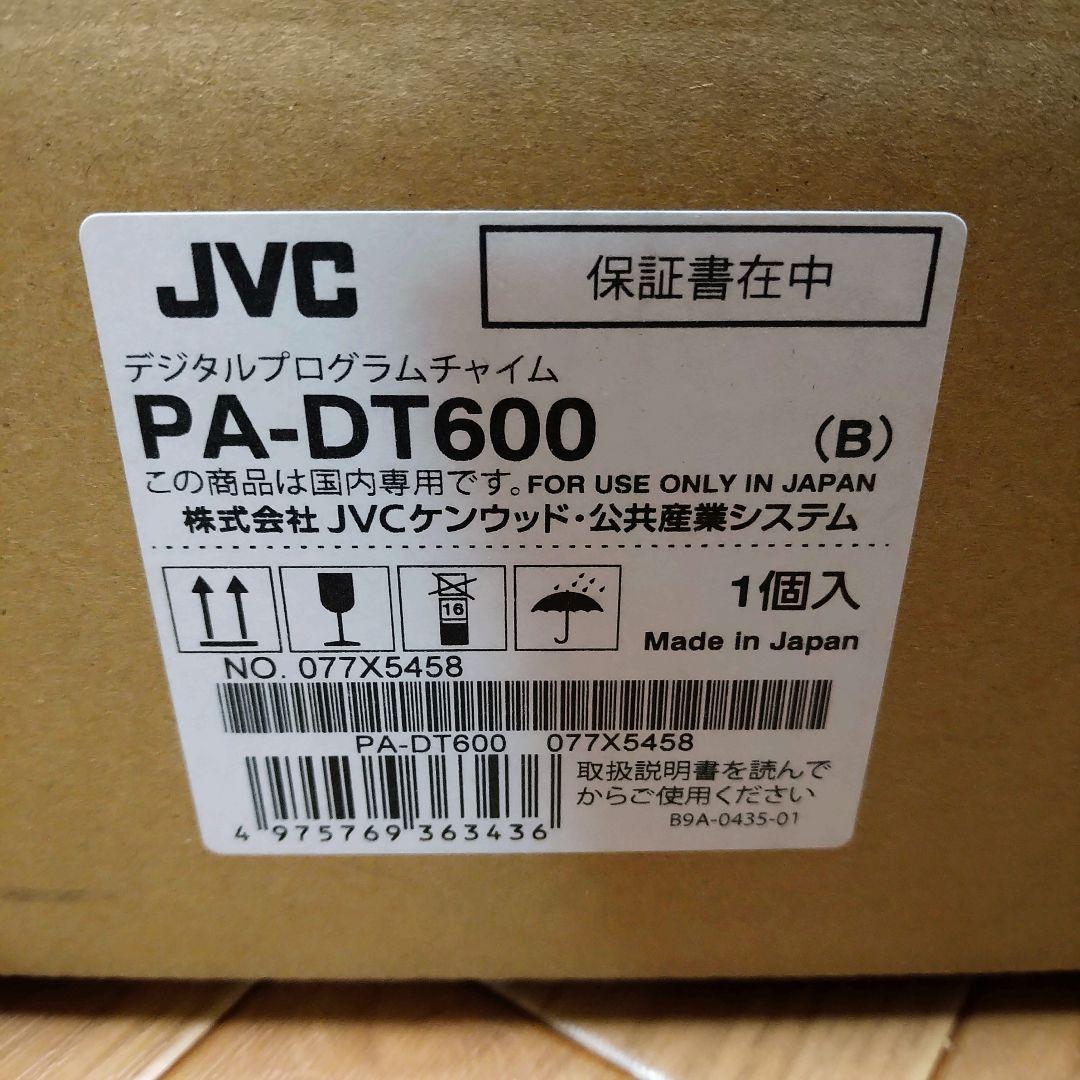 JVC
保証書在中
デジタルプログラムチャイム
PA-DT600 (B)
この商品は国内専用です。FOR USE ONLY IN JAPAN
株式会社 JVCケンウッド・公共産業システム
16
1個入
Made in Japan
NO. 077X5458
PA-DT600 077X5458
取扱説明書を読んで
からご使用ください
B9A-0435-01
4 975769 363436